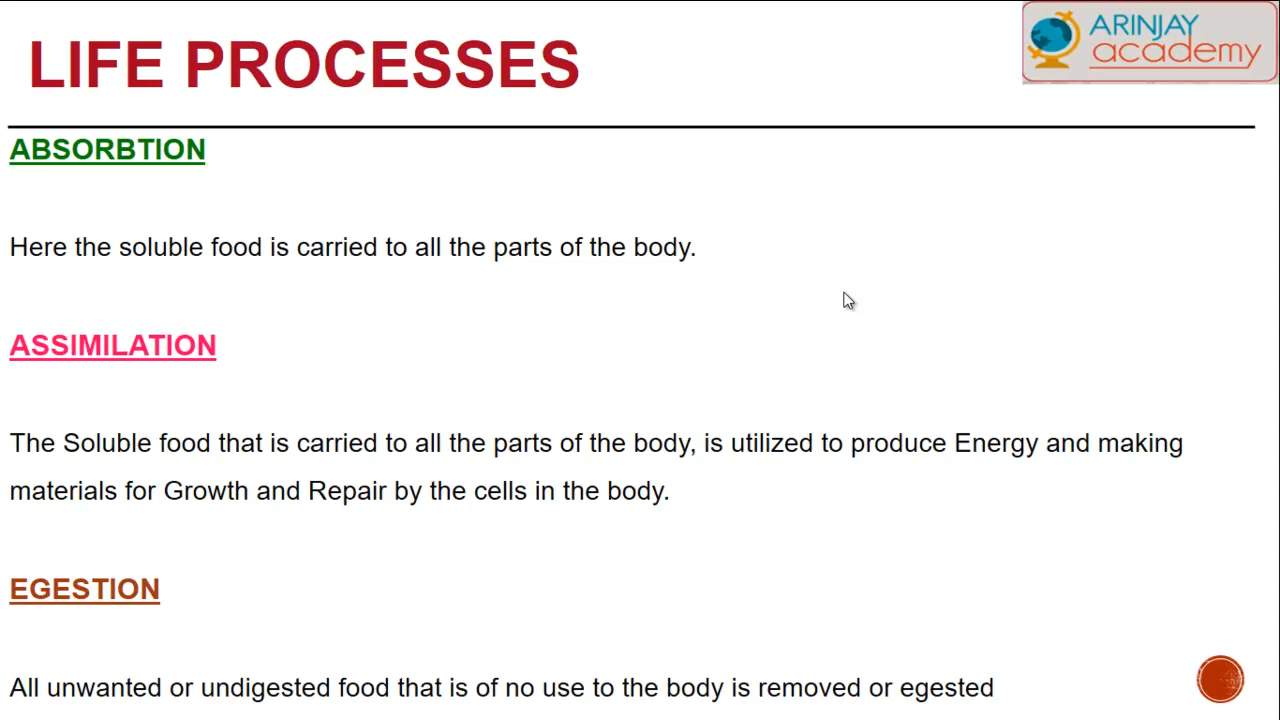 LIFE PROCESSES
ARINJAY
academy
ABSORBTION
Here the soluble food is carried to all the parts of the body.
ASSIMILATION
The Soluble food that is carried to all the parts of the body, is utilized to produce Energy and making
materials for Growth and Repair by the cells in the body.
EGESTION
All unwanted or undigested food that is of no use to the body is removed or egested